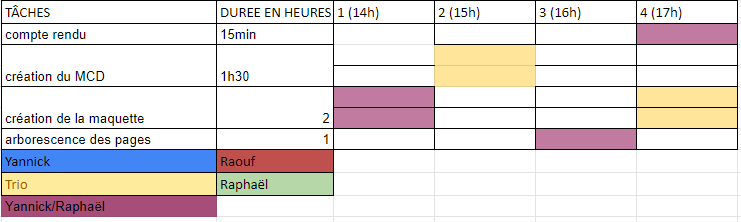 TÂCHES DUREE EN HEURES 1 (14h) 2 (15h) 3 (16h) 4 (17h)
compte rendu 15min
création du MCD 1h30
création de la maquette 2
arborescence des pages 1
Yannick Raouf
Trio Raphaël
Yannick/Raphaël